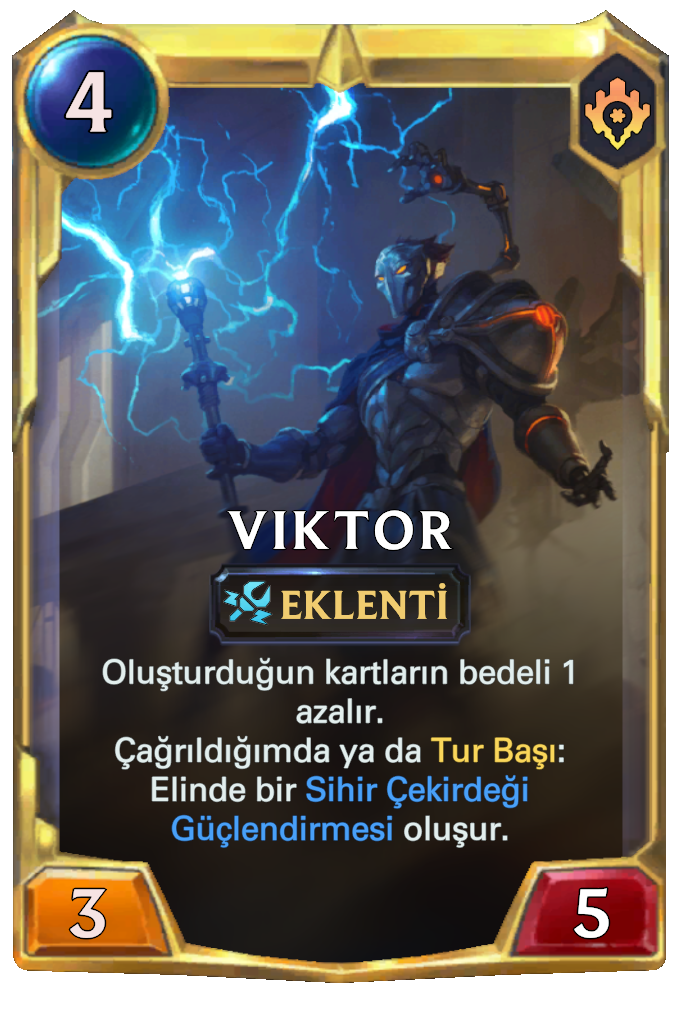 4
VIKTOR
EKLENTİ
Oluşturduğun kartların bedeli 1
azalır.
Çağrıldığımda ya da Tur Başı:
Elinde bir Sihir Çekirdeği
Güçlendirmesi oluşur.
3
5